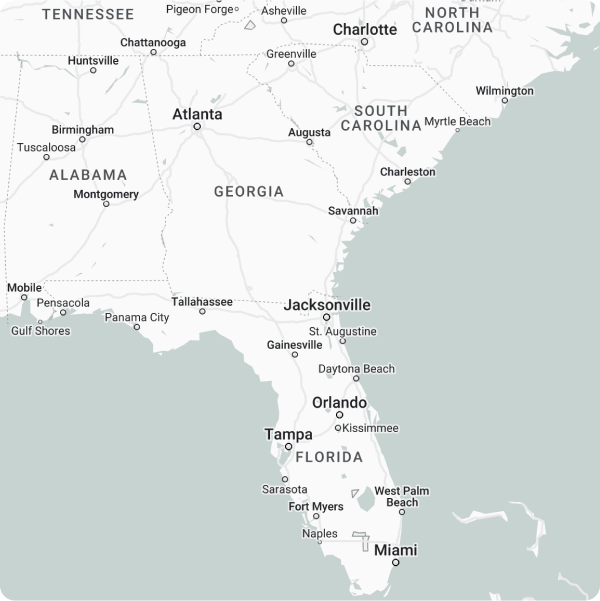 TENNESSEE
Pigeon Forge
Asheville
NORTH
CAROLINA
Charlotte
Chattanooga
Huntsville
Greenville
Wilmington
Atlanta
SOUTH
CAROLINA
Myrtle Beach
Birmingham
Augusta
Tuscaloosa
ALABAMA
Charleston
GEORGIA
Montgomery
Savannah
Mobile
Pensacola
Tallahassee
Jacksonville
Panama City
Gulf Shores
St. Augustine
Gainesville
Daytona Beach
Orlando
Kissimmee
Tampa
FLORIDA
Sarasota
West Palm
Beach
Fort Myers
Naples
Miami